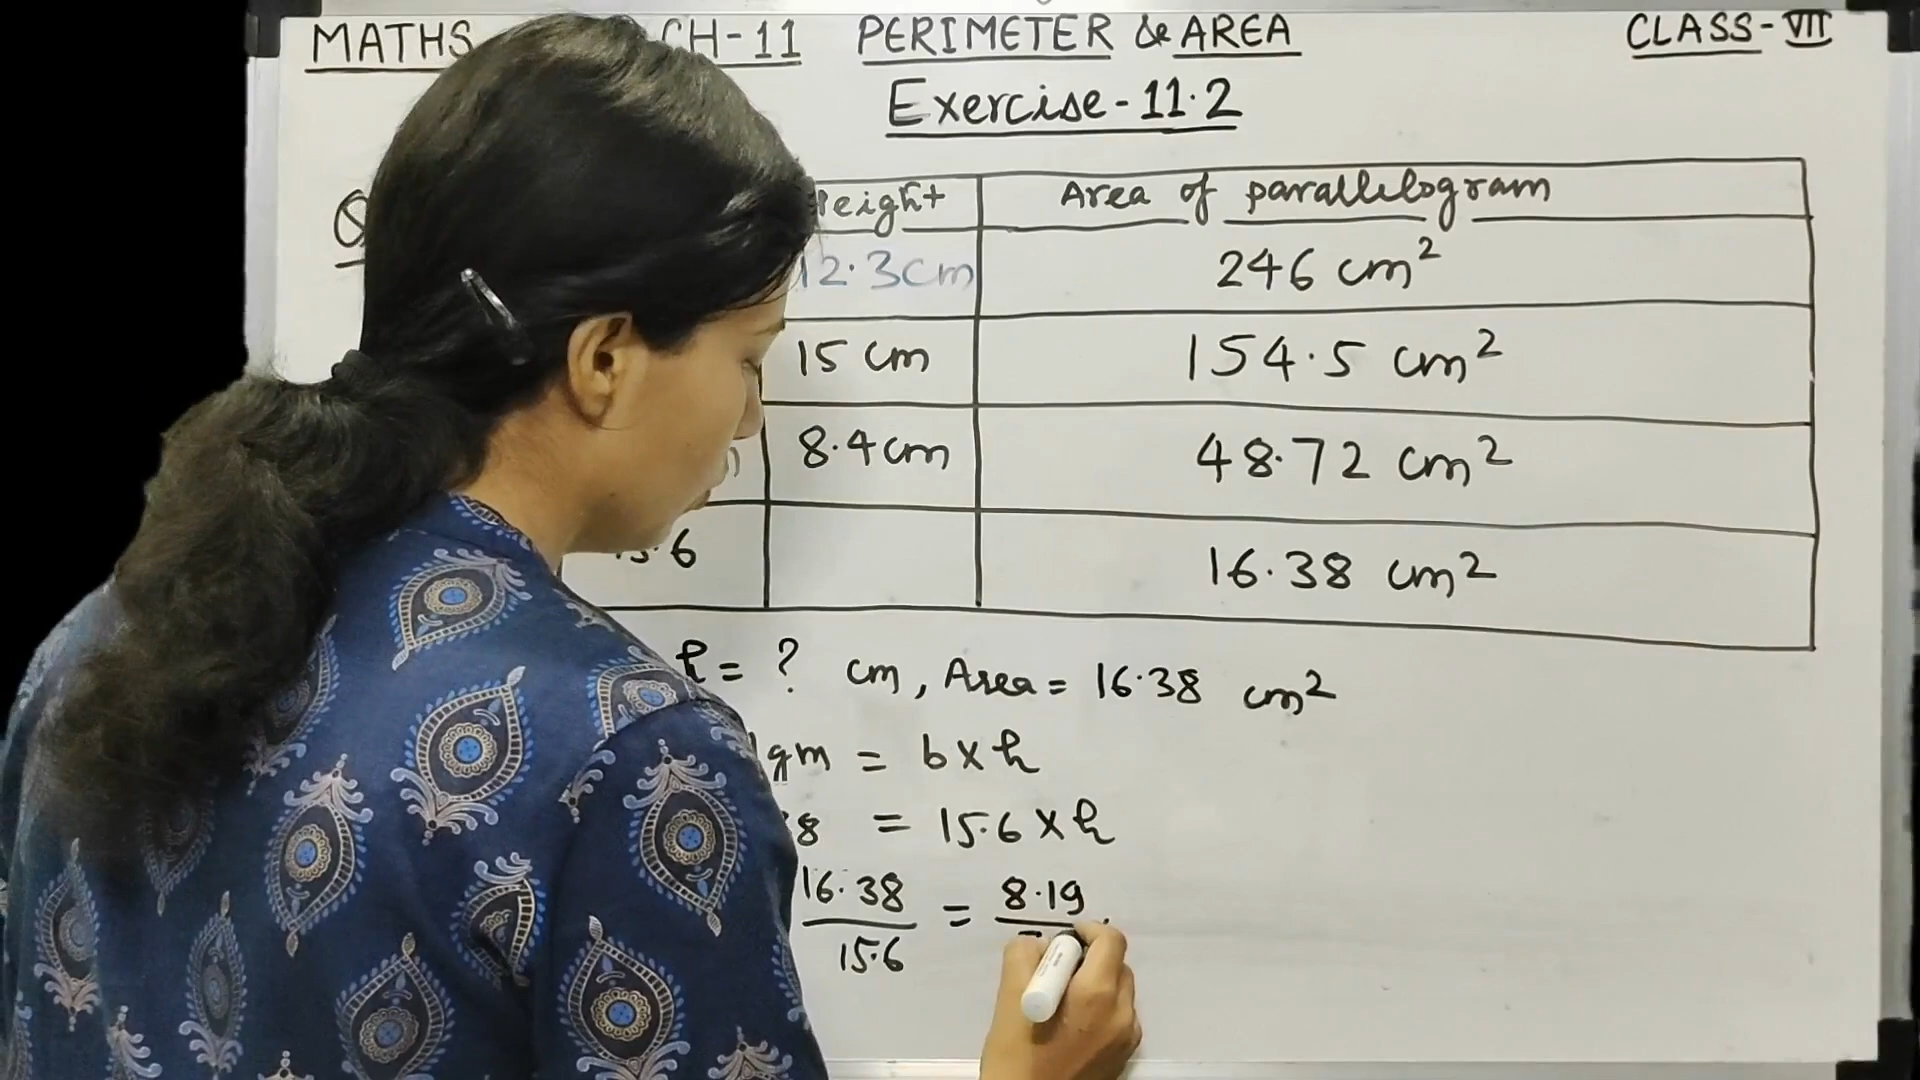 MATHS CH-11 PERIMETER & AREA CLASS-VII
Exercise-11.2
Height Area of parallelogram
12.3cm 246 cm²
15 cm 154.5 cm²
8.4cm 48.72 cm²
15.6 16.38 cm²
h = ? cm, Area = 16.38 cm²
gm = b×h
8 = 15.6×h
16.38 = 8.19
15.6